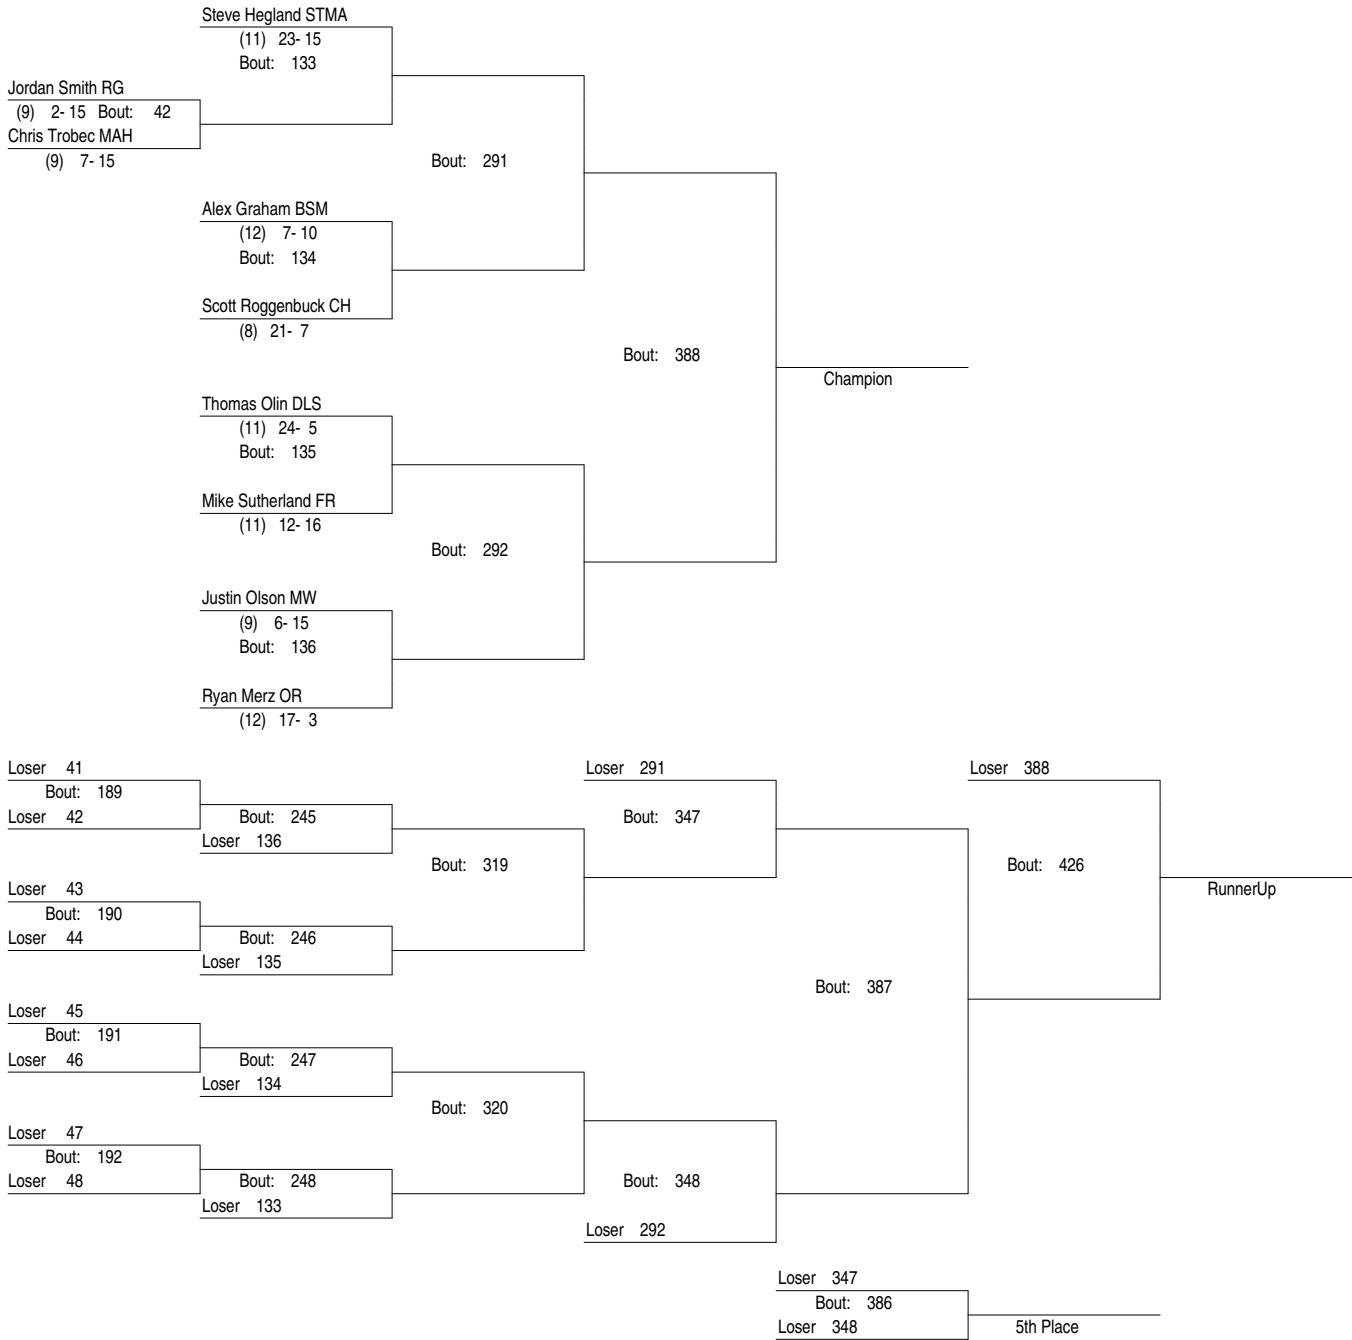 Steve Hegland STMA
(11) 23- 15
Bout: 133
Jordan Smith RG
(9) 2- 15 Bout: 42
Chris Trobec MAH
(9) 7- 15
Bout: 291
Alex Graham BSM
(12) 7- 10
Bout: 134
Scott Roggenbuck CH
(8) 21- 7
Bout: 388
Champion
Thomas Olin DLS
(11) 24- 5
Bout: 135
Mike Sutherland FR
(11) 12- 16
Bout: 292
Justin Olson MW
(9) 6- 15
Bout: 136
Ryan Merz OR
(12) 17- 3
Loser 41
Bout: 189
Loser 42
Bout: 245
Loser 136
Bout: 319
Loser 291
Bout: 347
Loser 388
Bout: 426
RunnerUp
Loser 43
Bout: 190
Loser 44
Bout: 246
Loser 135
Bout: 387
Loser 45
Bout: 191
Loser 46
Bout: 247
Loser 134
Bout: 320
Loser 47
Bout: 192
Loser 48
Bout: 248
Loser 133
Bout: 348
Loser 292
Loser 347
Bout: 386
Loser 348
5th Place